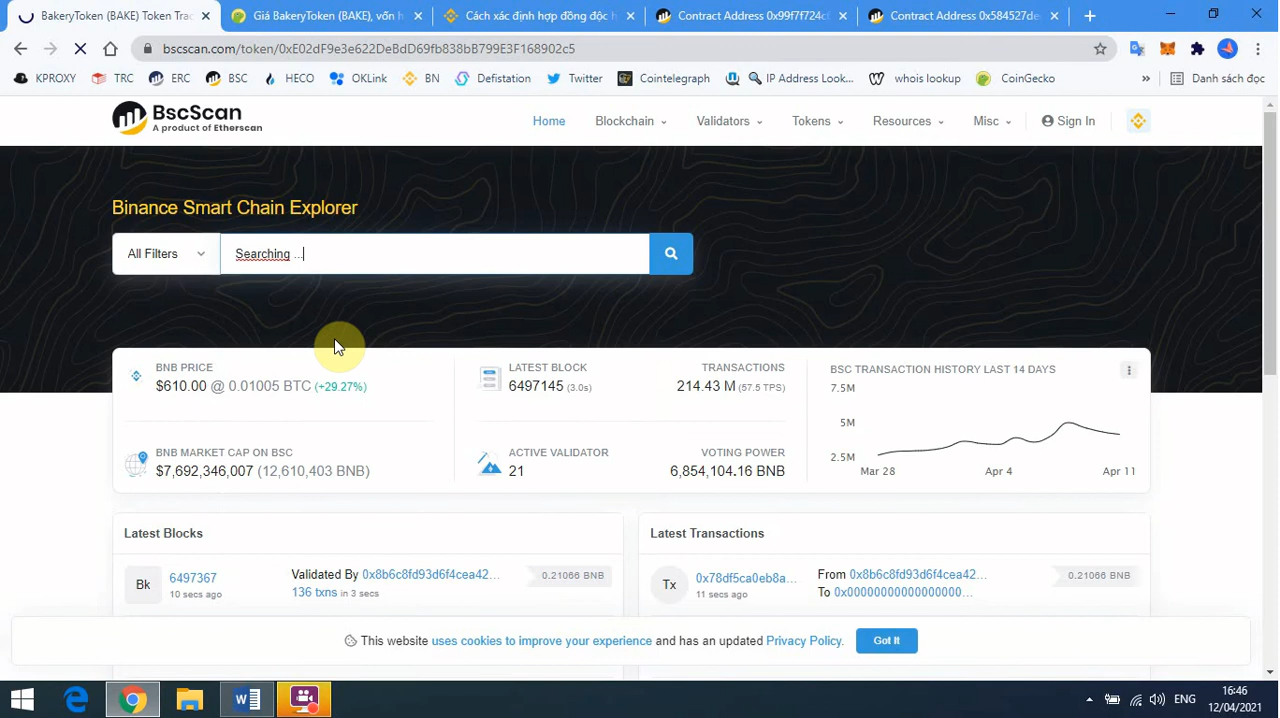 BakeryToken (BAKE) Token Trac
Giá BakeryToken (BAKE), vốn h
Cách xác định hợp đồng độc h
Contract Address 0x99f7f724c
Contract Address 0x584527de
bscscan.com/token/0xE02dF9e3e622DeBdD69fb838bB799E3F168902c5
KPROXY
TRC
ERC
BSC
HECO
OKLink
BN
Defistation
Twitter
Cointelegraph
IP Address Look...
whois lookup
CoinGecko
»
Danh sách đọc
BscScan
A product of Etherscan
Home
Blockchain
Validators
Tokens
Resources
Misc
Sign In
Binance Smart Chain Explorer
All Filters
Searching ...
BNB PRICE
$610.00 @ 0.01005 BTC (+29.27%)
BNB MARKET CAP ON BSC
$7,692,346,007 (12,610,403 BNB)
LATEST BLOCK
6497145 (3.0s)
TRANSACTIONS
214.43 M (57.5 TPS)
ACTIVE VALIDATOR
21
VOTING POWER
6,854,104.16 BNB
BSC TRANSACTION HISTORY LAST 14 DAYS
7.5M
5M
2.5M
Mar 28
Apr 4
Apr 11
Latest Blocks
Bk
6497367
10 secs ago
Validated By 0x8b6c8fd93d6f4cea42...
136 txns in 3 secs
0.21066 BNB
Latest Transactions
Tx
0x78df5ca0eb8a...
11 secs ago
From 0x8b6c8fd93d6f4cea42...
To 0x00000000000000000...
0.21066 BNB
This website uses cookies to improve your experience and has an updated Privacy Policy.
Got It
ENG
16:46
12/04/2021